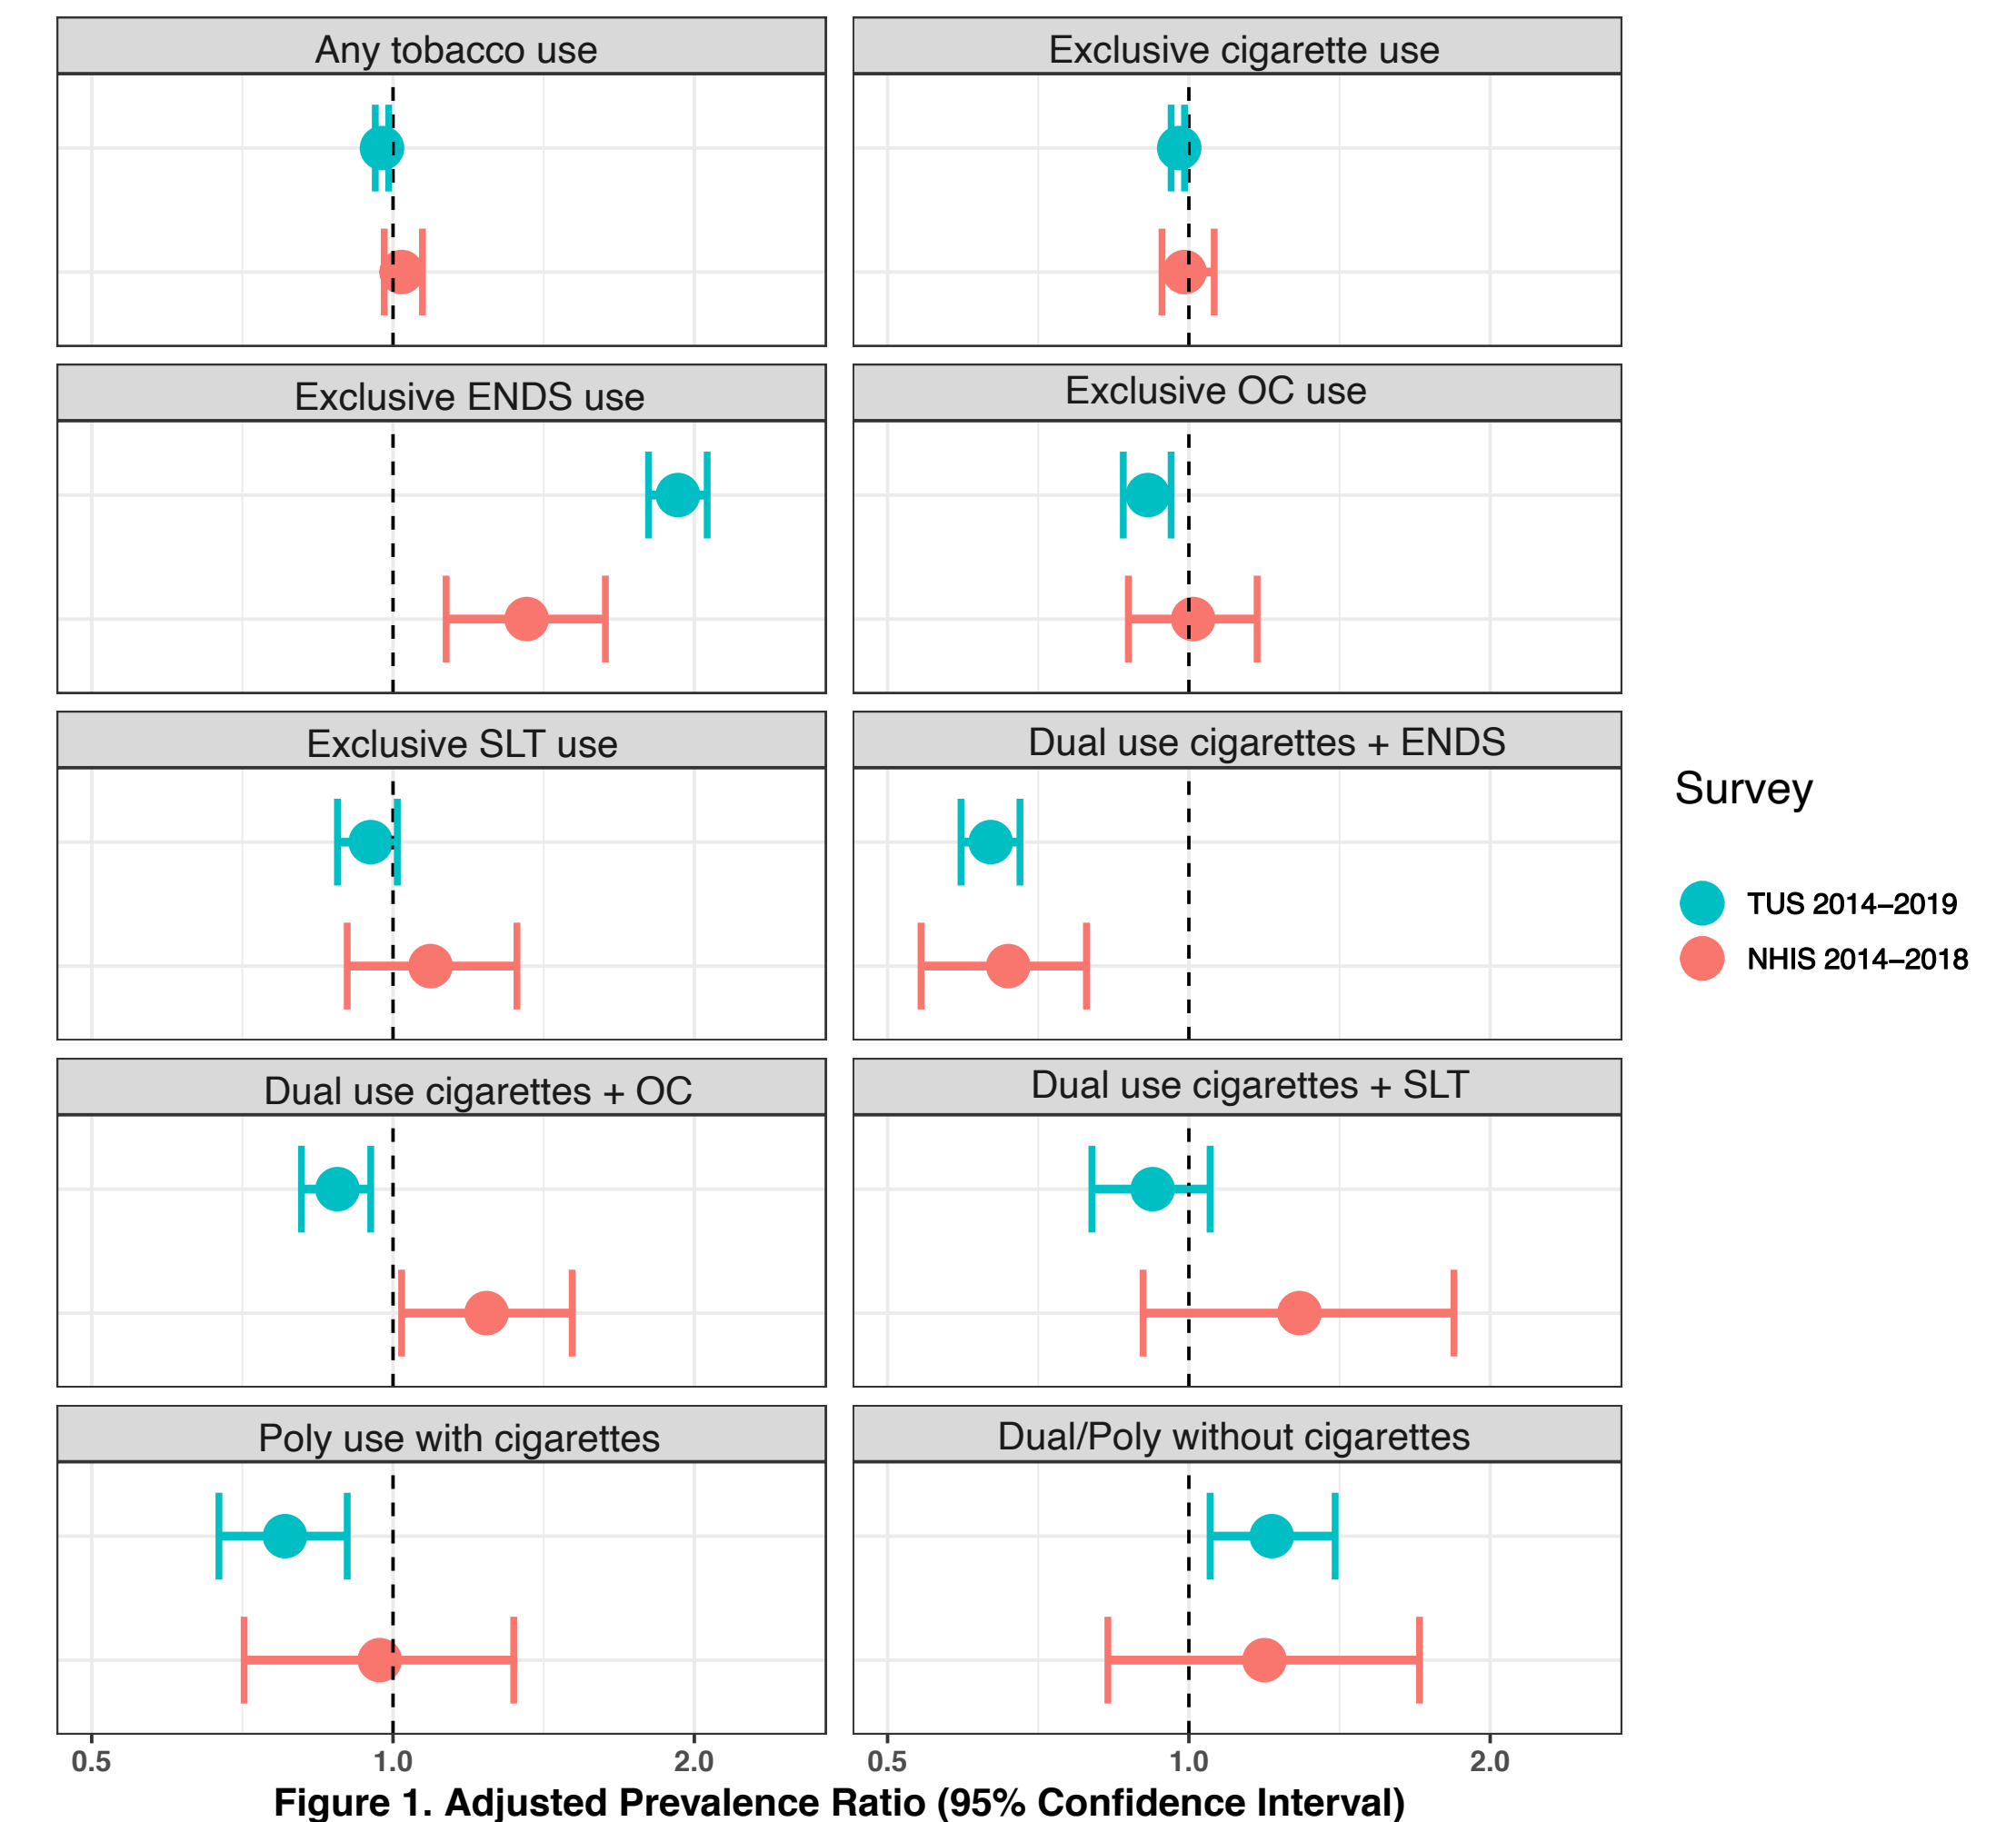 Any tobacco use
Exclusive cigarette use
Exclusive ENDS use
Exclusive OC use
Exclusive SLT use
Dual use cigarettes + ENDS
Dual use cigarettes + OC
Dual use cigarettes + SLT
Poly use with cigarettes
Dual/Poly without cigarettes
0.5 1.0 2.0
0.5 1.0 2.0
Figure 1. Adjusted Prevalence Ratio (95% Confidence Interval)
Survey
TUS 2014–2019
NHIS 2014–2018